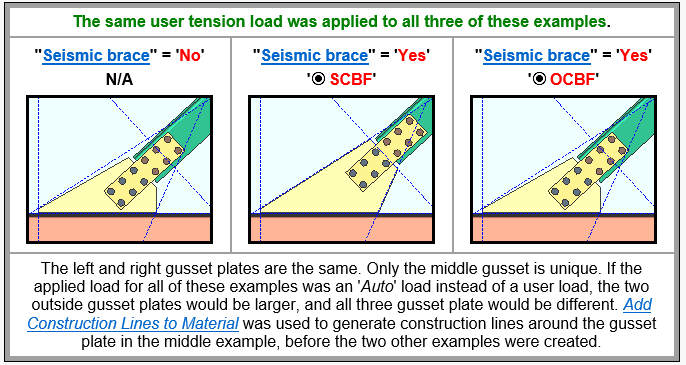 The same user tension load was applied to all three of these examples.
"Seismic brace" = 'No'
N/A
"Seismic brace" = 'Yes'
'◉ SCBF'
"Seismic brace" = 'Yes'
'◉ OCBF'
The left and right gusset plates are the same. Only the middle gusset is unique. If the
applied load for all of these examples was an 'Auto' load instead of a user load, the two
outside gusset plates would be larger, and all three gusset plate would be different. Add
Construction Lines to Material was used to generate construction lines around the gusset
plate in the middle example, before the two other examples were created.